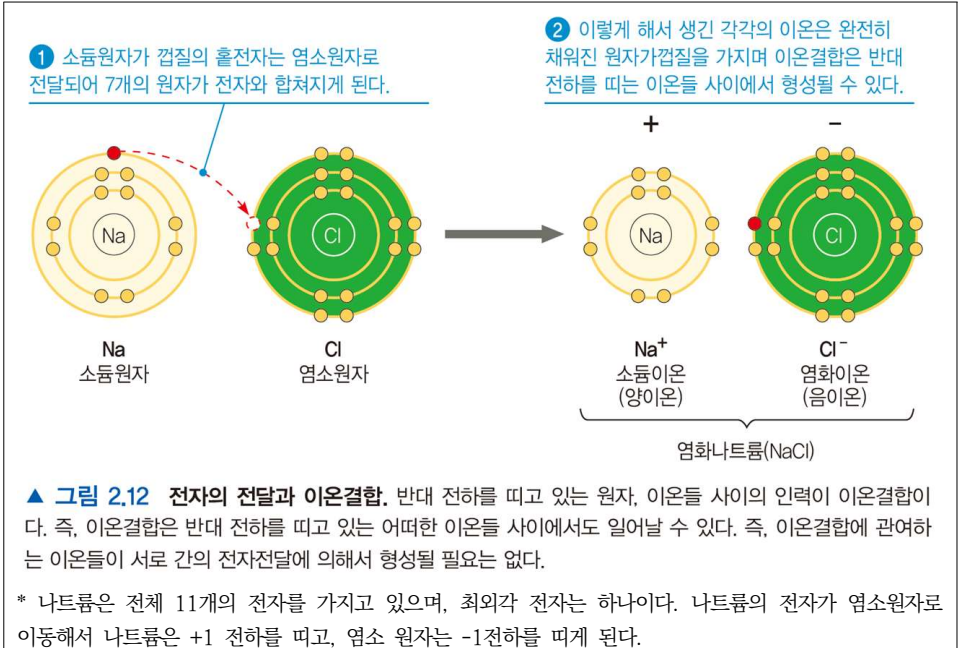 ① 소듐원자가 껍질의 홑전자는 염소원자로
전달되어 7개의 원자가 전자와 합쳐지게 된다.
② 이렇게 해서 생긴 각각의 이온은 완전히
채워진 원자가껍질을 가지며 이온결합은 반대
전하를 띠는 이온들 사이에서 형성될 수 있다.
+ −
Na Cl Na Cl
Na
소듐원자
Cl
염소원자
Na⁺
소듐이온
(양이온)
Cl⁻
염화이온
(음이온)
염화나트륨(NaCl)
▲ 그림 2.12 전자의 전달과 이온결합. 반대 전하를 띠고 있는 원자, 이온들 사이의 인력이 이온결합이
다. 즉, 이온결합은 반대 전하를 띠고 있는 어떠한 이온들 사이에서도 일어날 수 있다. 즉, 이온결합에 관여하
는 이온들이 서로 간의 전자전달에 의해서 형성될 필요는 없다.
* 나트륨은 전체 11개의 전자를 가지고 있으며, 최외각 전자는 하나이다. 나트륨의 전자가 염소원자로
이동해서 나트륨은 +1 전하를 띠고, 염소 원자는 -1전하를 띠게 된다.